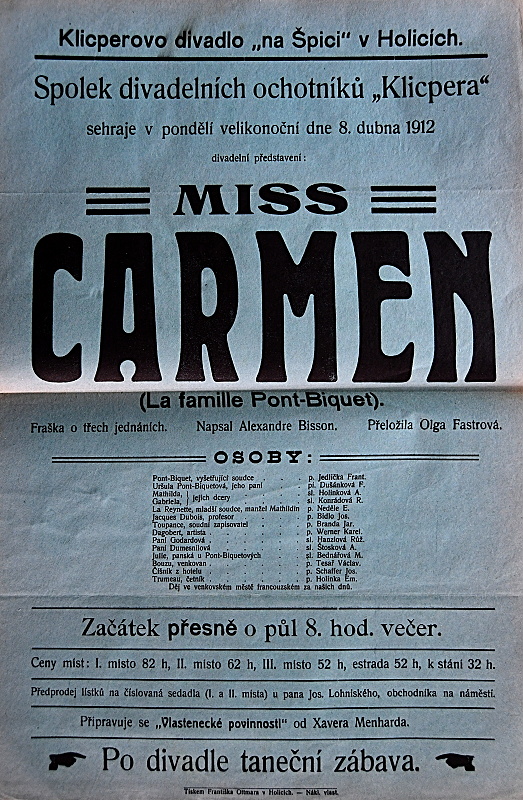 Klicperovo divadlo „na Špici" v Holicích.
Spolek divadelních ochotníků „Klicpera"
sehraje v pondělí velikonoční dne 8. dubna 1912
divadelní představení:
MISS
CARMEN
(La famille Pont-Biquet).
Fraška o třech jednáních. Napsal Alexandre Bisson. Přeložila Olga Fastrová.
OSOBY:
Pont-Biquet, vyšetřující soudce . . . p. Jedlička Frant.
Uršula Pont-Biquetová, jeho paní . . . pí. Dušánková F.
Mathilda, } jejich dcery . . . sl. Holinková A.
Gabriela, . . . sl. Konrádová R.
La Reynette, mladší soudce, manžel Mathildin p. Neděle E.
Jacques Dubois, profesor . . . p. Bidlo Jos.
Toupance, soudní zapisovatel . . . p. Branda Jar.
Dagobert, artista . . . p. Werner Karel.
Paní Godardová . . . sl. Hanzlová Růž.
Paní Dumesnilová . . . sl. Štosková A.
Julie, panská u Pont-Biquetových . . . sl. Bednářová M.
Bouzu, venkovan . . . p. Tesař Václav.
Číšník z hotelu . . . p. Schaffer Jos.
Trumeau, četník . . . p. Holinka Em.
Děj ve venkovském městě francouzském za našich dnů.
Začátek přesně o půl 8. hod. večer.
Ceny míst: I. místo 82 h, II. místo 62 h, III. místo 52 h, estrada 52 h, k stání 32 h.
Předprodej lístků na číslovaná sedadla (I. a II. místa) u pana Jos. Lohniského, obchodníka na náměstí.
Připravuje se „Vlastenecké povinnosti" od Xavera Menharda.
Po divadle taneční zábava.
Tiskem Františka Oltmara v Holicích. — Nákl. vlast.